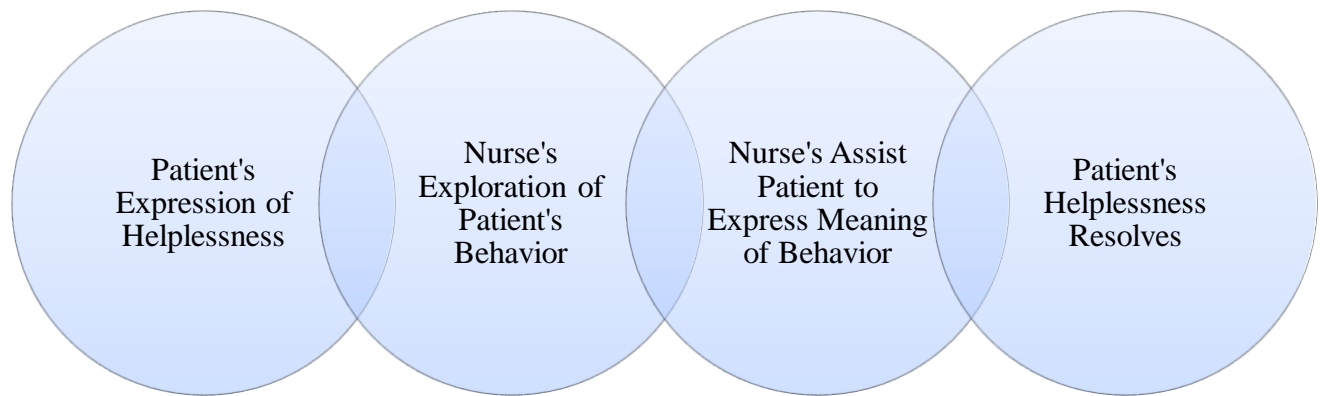 Patient's
Expression of
Helplessness
Nurse's
Exploration of
Patient's
Behavior
Nurse's Assist
Patient to
Express Meaning
of Behavior
Patient's
Helplessness
Resolves